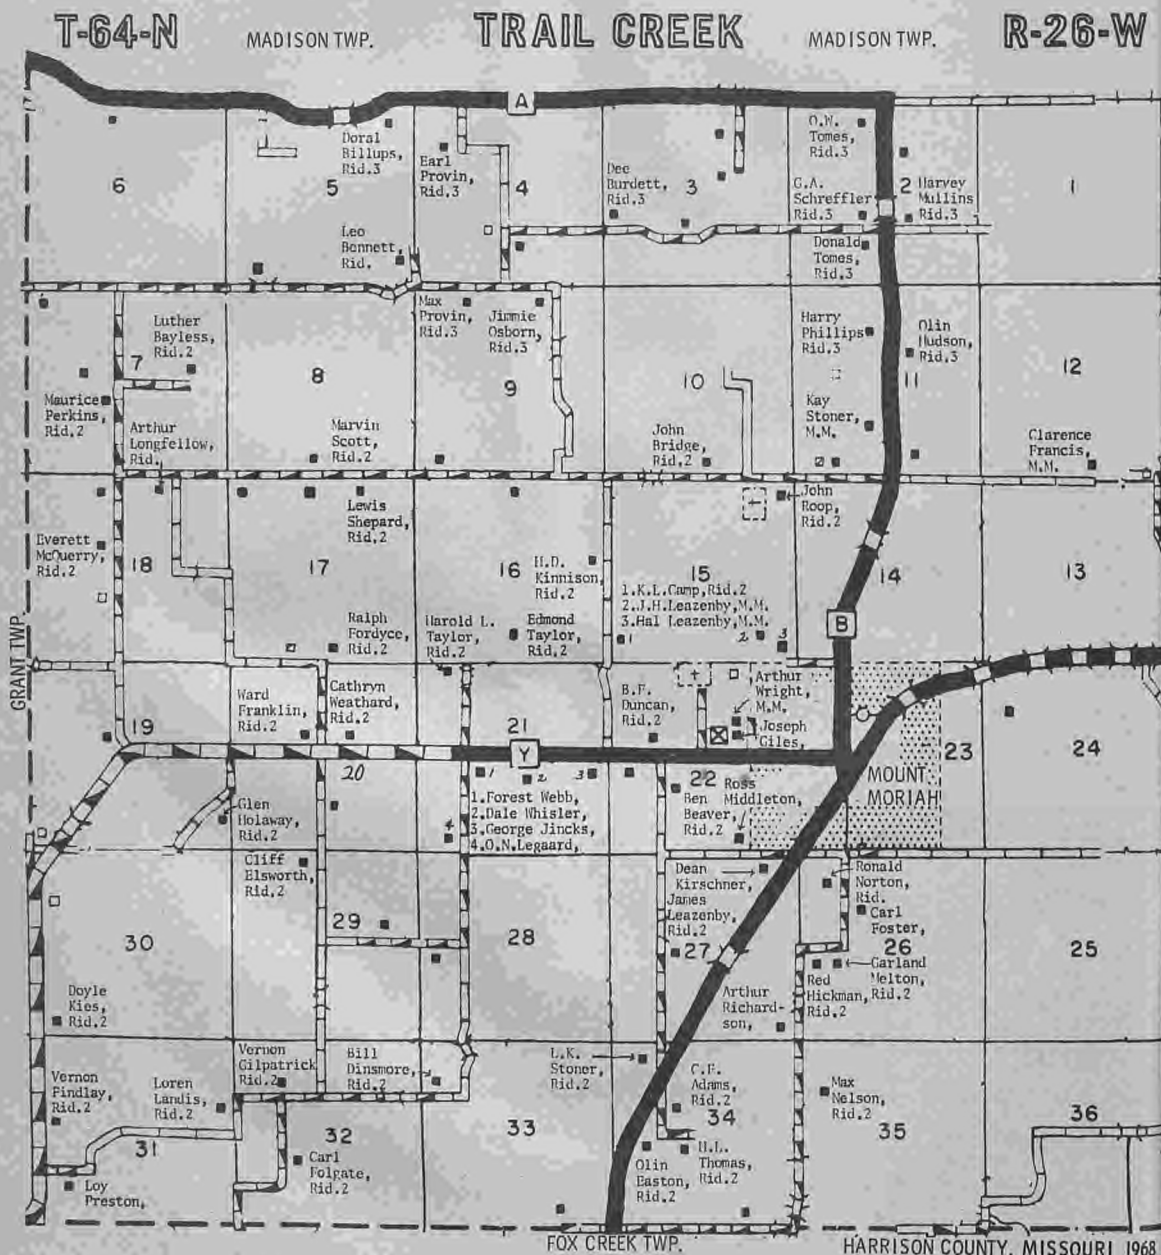 T-64-N MADISON TWP. TRAIL CREEK MADISON TWP. R-26-W
A
6
5
4
3
2
1
Doral
Billups,
Rid.3
Earl
Provin,
Rid.3
Dee
Burdett,
Rid.3
O.W.
Tomes,
Rid.3
G.A.
Schreffler
Rid.3
Harvey
Mullins
Rid.3
Leo
Bennett,
Rid.
Donald
Tomes,
Rid.3
7
8
9
10
11
12
Luther
Bayless,
Rid.2
Max
Provin,
Rid.3
Jimmie
Osborn,
Rid.3
Harry
Phillips
Rid.3
Olin
Hudson,
Rid.3
Maurice
Perkins,
Rid.2
Arthur
Longfellow,
Rid.
Marvin
Scott,
Rid.2
John
Bridge,
Rid.2
Kay
Stoner,
M.M.
Clarence
Francis,
M.M.
18
17
16
15
14
13
Everett
McQuerry,
Rid.2
Lewis
Shepard,
Rid,2
H.D.
Kinnison,
Rid.2
John
Roop,
Rid.2
1.K.L.Camp,Rid.2
2.J.H.Leazenby,M.M.
3.Hal Leazenby,M.M.
1
2
3
B
Ralph
Fordyce,
Rid.2
Harold L.
Taylor,
Rid.2
Edmond
Taylor,
Rid.2
GRANT TWP.
19
20
21
22
23
24
Ward
Franklin,
Rid.2
Cathryn
Weathard,
Rid.2
B.F.
Duncan,
Rid.2
Arthur
Wright,
M.M.
Joseph
Giles,
Y
MOUNT
MORIAH
Glen
Holaway,
Rid.2
1
2
3
4
1.Forest Webb,
2.Dale Whisler,
3.George Jincks,
4.O.N.Legaard,
Ross
Middleton,
Ben
Beaver,
Rid.2
30
29
28
27
26
25
Cliff
Elsworth,
Rid.2
Dean
Kirschner,
James
Leazenby,
Rid.2
Ronald
Norton,
Rid.
Carl
Foster,
Doyle
Kies,
Rid.2
Arthur
Richard-
son,
Red
Hickman,
Rid.2
Garland
Melton,
Rid.2
31
32
33
34
35
36
Vernon
Findlay,
Rid.2
Loren
Landis,
Rid.2
Vernon
Gilpatrick
Rid.2
Bill
Dinsmore,
Rid.2
L.K.
Stoner,
Rid.2
Adams,
Rid.2
Max
Nelson,
Rid.2
Loy
Preston,
Carl
Folgate,
Rid.2
Olin
Easton,
Rid.2
H.L.
Thomas,
Rid.2
FOX CREEK TWP.
HARRISON COUNTY, MISSOURI 1968